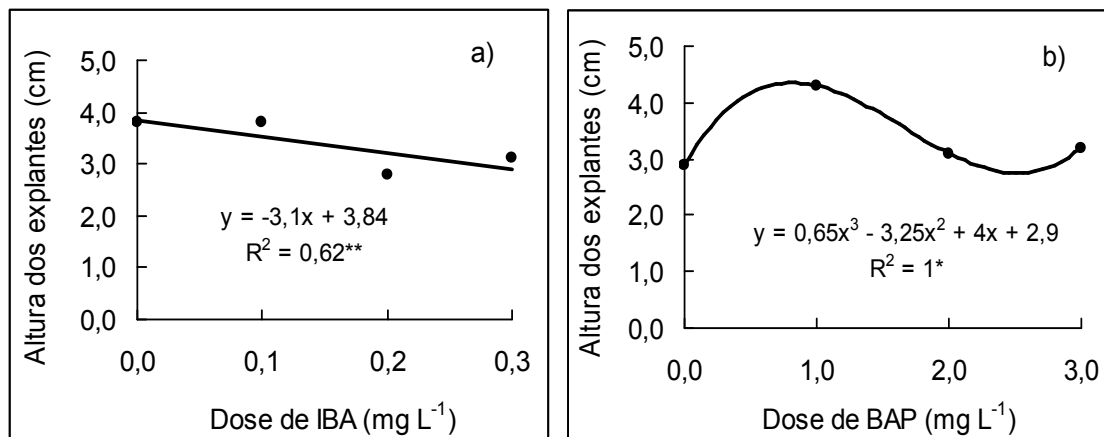 a)
Altura dos explantes (cm)
5,0
4,0
3,0
2,0
1,0
0,0
y = -3,1x + 3,84
R² = 0,62**
0,0 0,1 0,2 0,3
Dose de IBA (mg L⁻¹)
b)
Altura dos explantes (cm)
5,0
4,0
3,0
2,0
1,0
0,0
y = 0,65x³ - 3,25x² + 4x + 2,9
R² = 1*
0,0 1,0 2,0 3,0
Dose de BAP (mg L⁻¹)